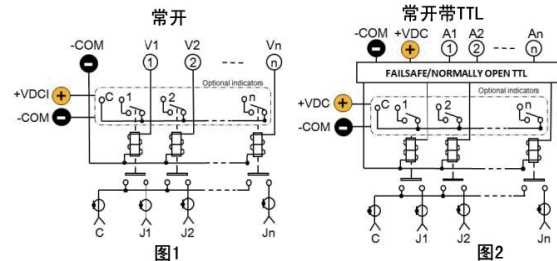 常开
常开带TTL
-COM V1 V2 Vn
1 2 n
+VDCI
-COM
Optional indicators
C 1 2 n
C J1 J2 Jn
图1
-COM +VDC A1 A2 An
1 2 n
FAILSAFE/NORMALLY OPEN TTL
Optional indicators
+VDC
-COM
C 1 2 n
C J1 J2 Jn
图2